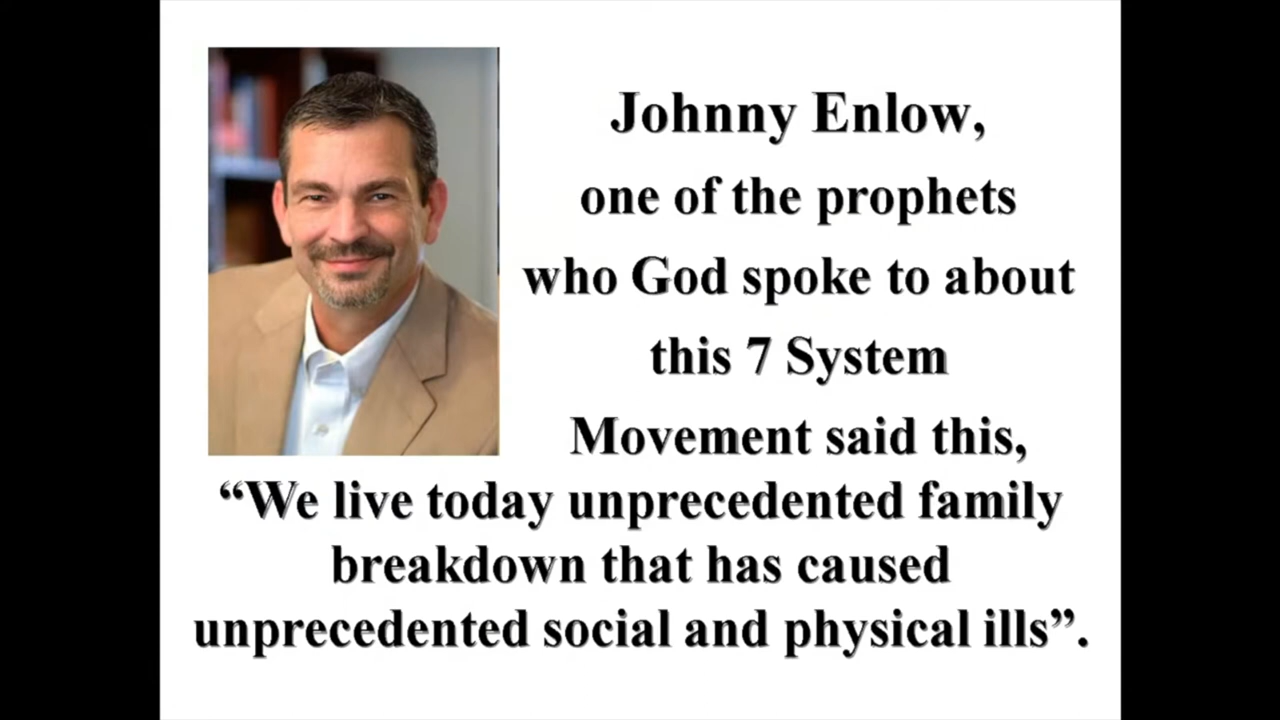 Johnny Enlow,
one of the prophets
who God spoke to about
this 7 System
Movement said this,
“We live today unprecedented family
breakdown that has caused
unprecedented social and physical ills”.